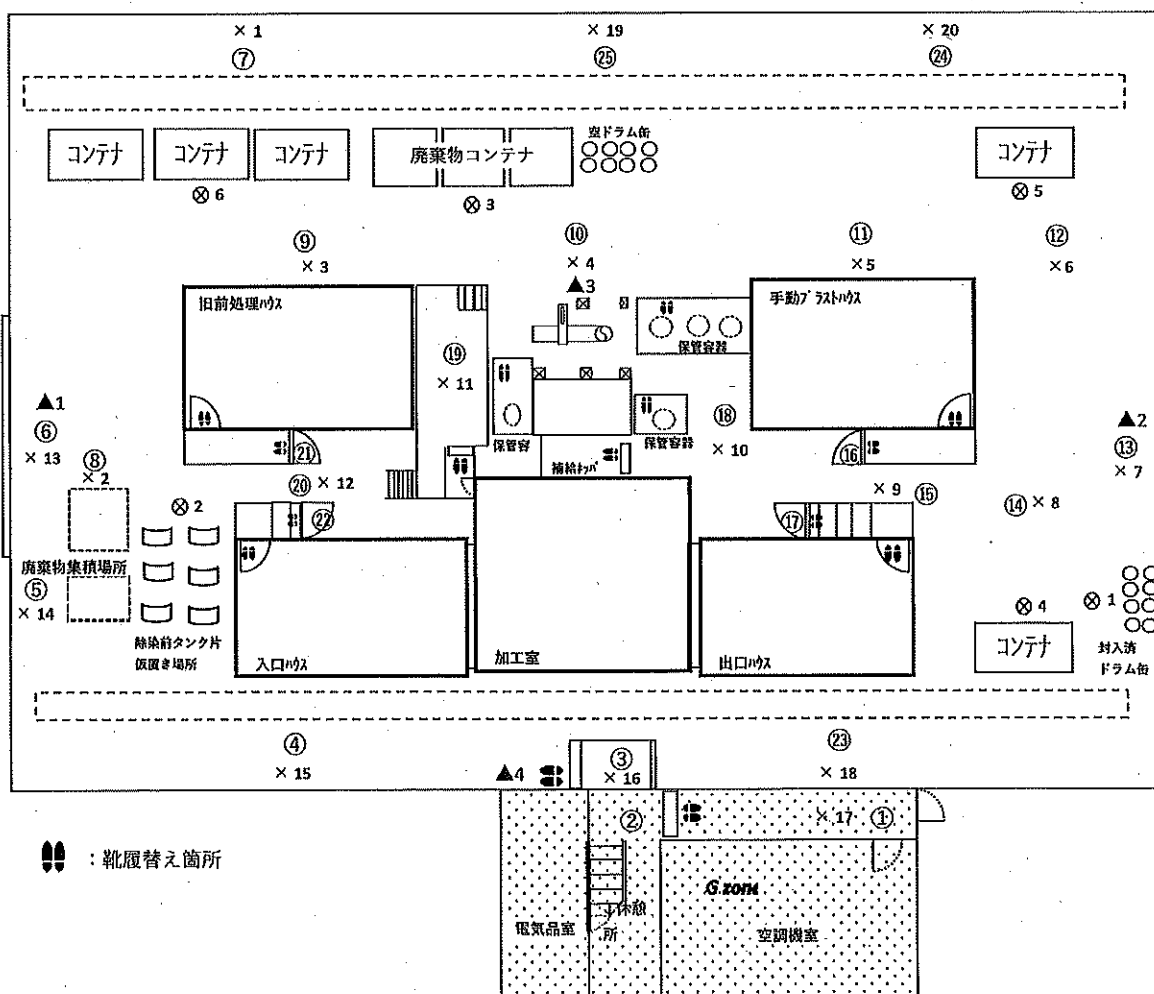 × 1 × 19 × 20
⑦ ㉕ ㉔
コンテナ コンテナ コンテナ 廃棄物コンテナ 空ドラム缶 コンテナ
⊗ 6 ⊗ 3 ⊗ 5
⑨ ⑩ ⑪ ⑫
× 3 × 4 × 5 × 6
▲3
旧前処理ハウス 手動ブラストハウス
保管容器
⑲
× 11
▲1 ▲2
⑥ ⑱ ⑬
保管容 保管容器
× 13 × 10 × 7
⑧ ㉑ ⑯
補給ホッパ
× 2 ⑳ × 12 × 9 ⑮ ⑭ × 8
⊗ 2 ㉒ ⑰
廃棄物集積場所
⑤ ⊗ 4 ⊗ 1
× 14
除染前タンク片
仮置き場所
入口ハウス 加工室 出口ハウス コンテナ 封入済
ドラム缶
④ ③ ㉓
× 15 ▲4 × 16 × 18
② × 17 ①
:靴履替え箇所
G zone
休憩
所
電気品室 空調機室